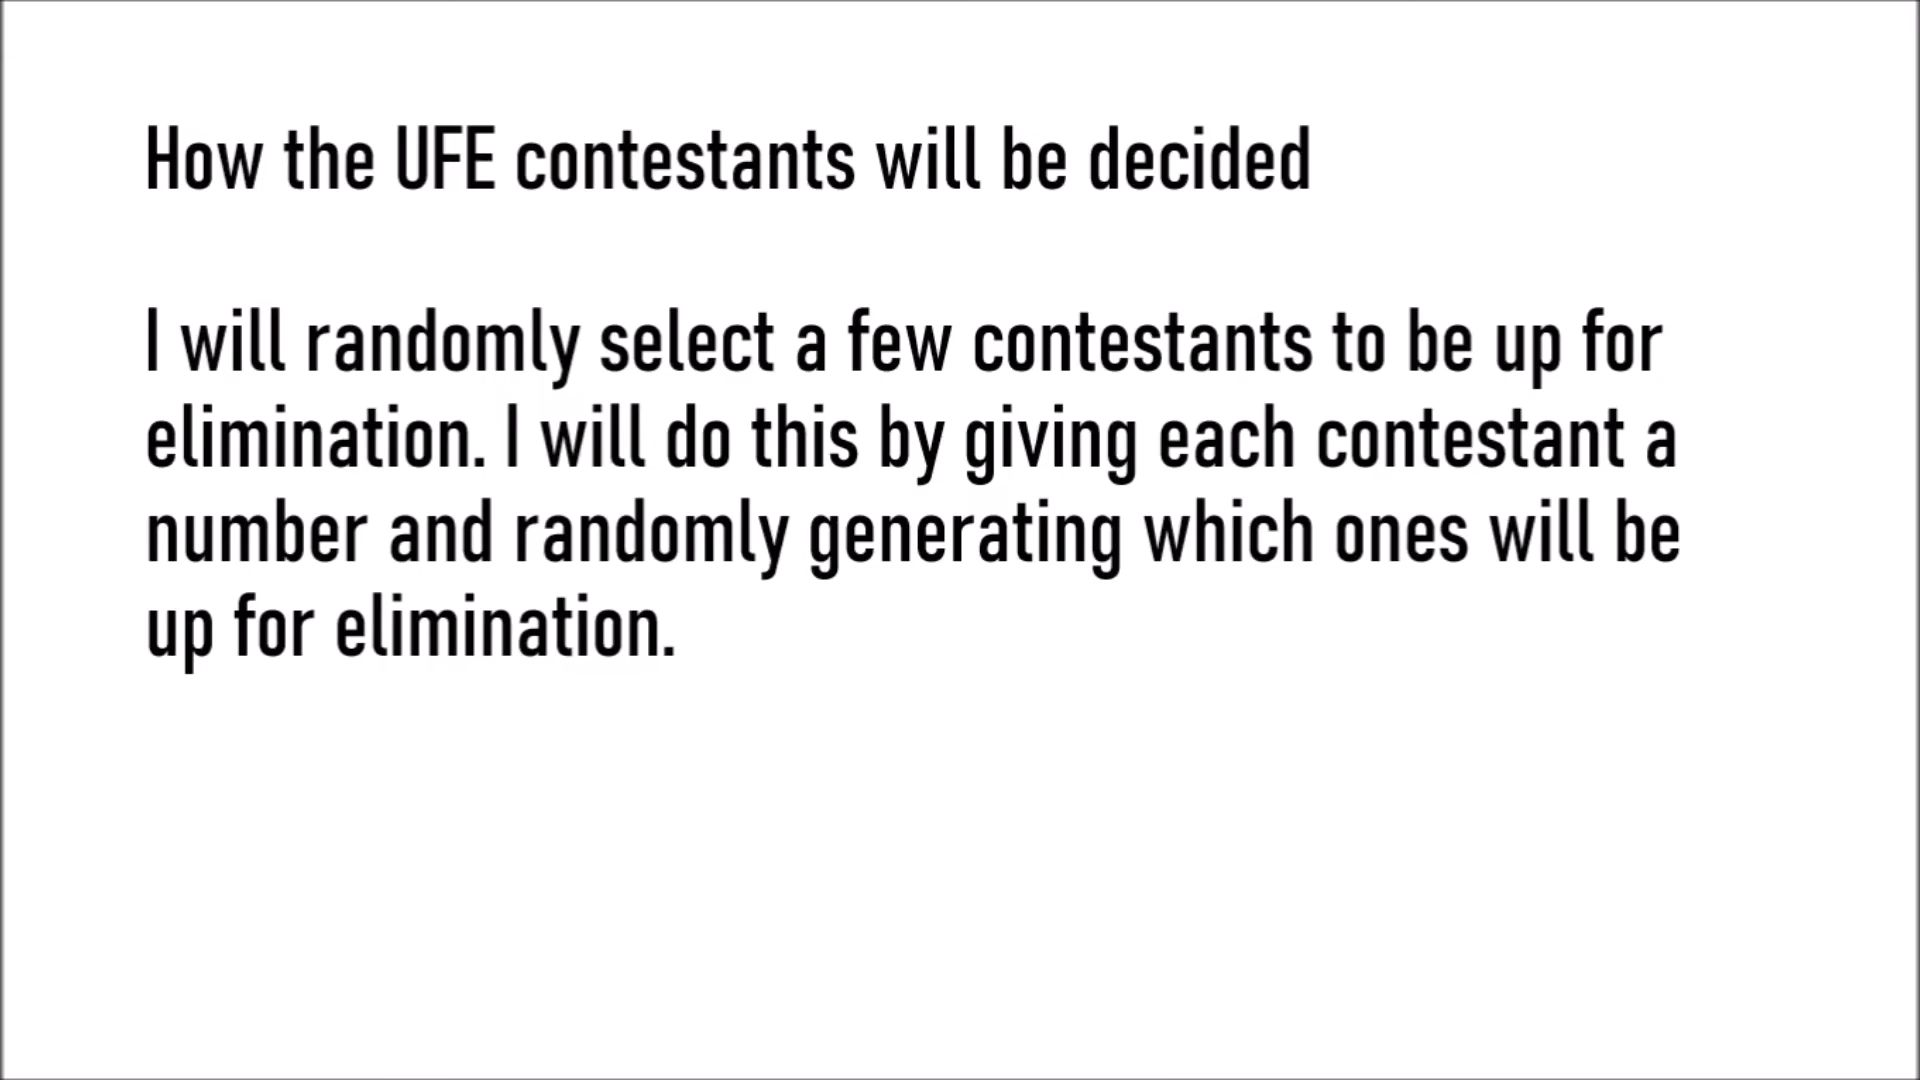 How the UFE contestants will be decided
I will randomly select a few contestants to be up for
elimination. I will do this by giving each contestant a
number and randomly generating which ones will be
up for elimination.